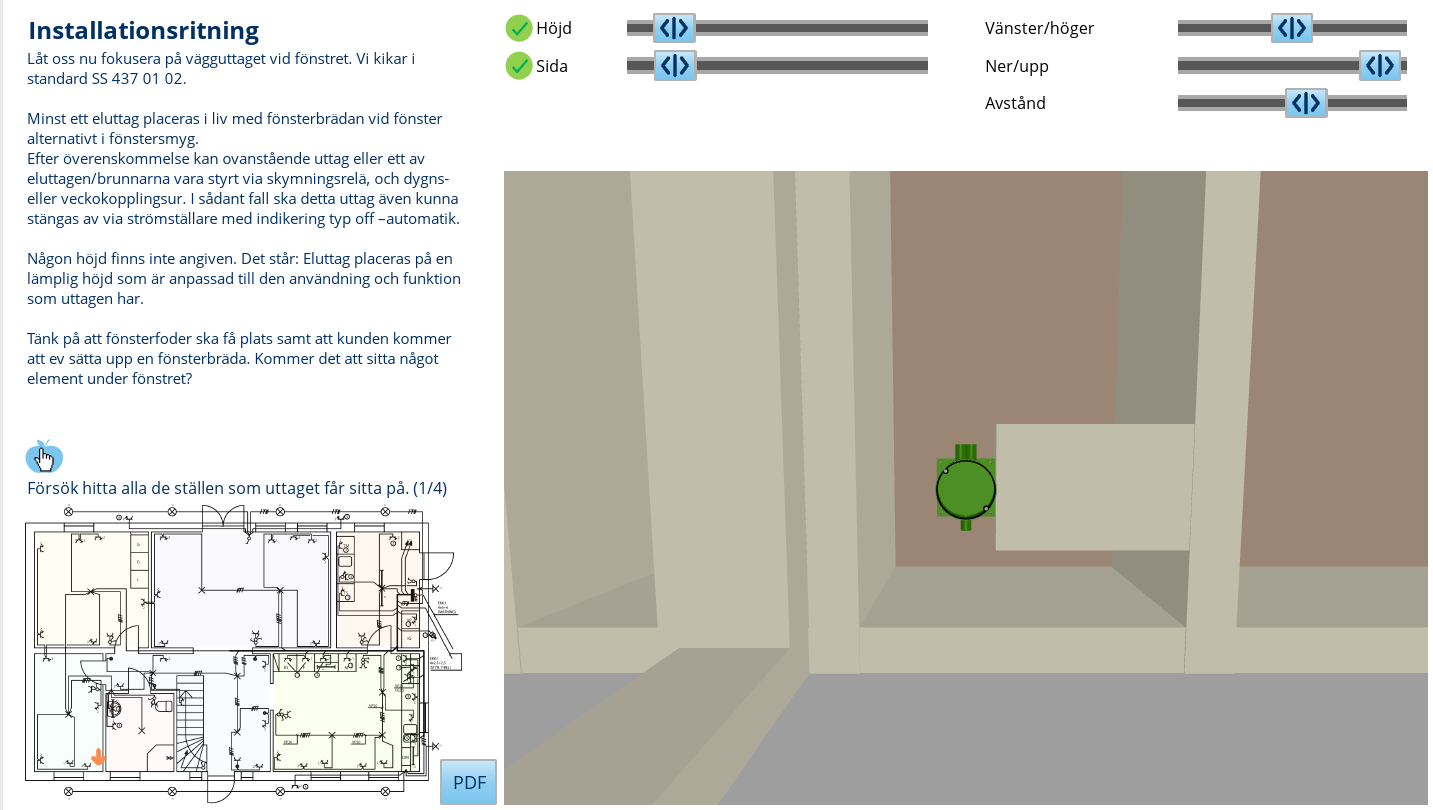 Installationsritning
Låt oss nu fokusera på vägguttaget vid fönstret. Vi kikar i
standard SS 437 01 02.
Minst ett eluttag placeras i liv med fönsterbrädan vid fönster
alternativt i fönstersmyg.
Efter överenskommelse kan ovanstående uttag eller ett av
eluttagen/brunnarna vara styrt via skymningsrelä, och dygns-
eller veckokopplingsur. I sådant fall ska detta uttag även kunna
stängas av via strömställare med indikering typ off –automatik.
Någon höjd finns inte angiven. Det står: Eluttag placeras på en
lämplig höjd som är anpassad till den användning och funktion
som uttagen har.
Tänk på att fönsterfoder ska få plats samt att kunden kommer
att ev sätta upp en fönsterbräda. Kommer det att sitta något
element under fönstret?
Försök hitta alla de ställen som uttaget får sitta på. (1/4)
PDF
Höjd
Sida
Vänster/höger
Ner/upp
Avstånd